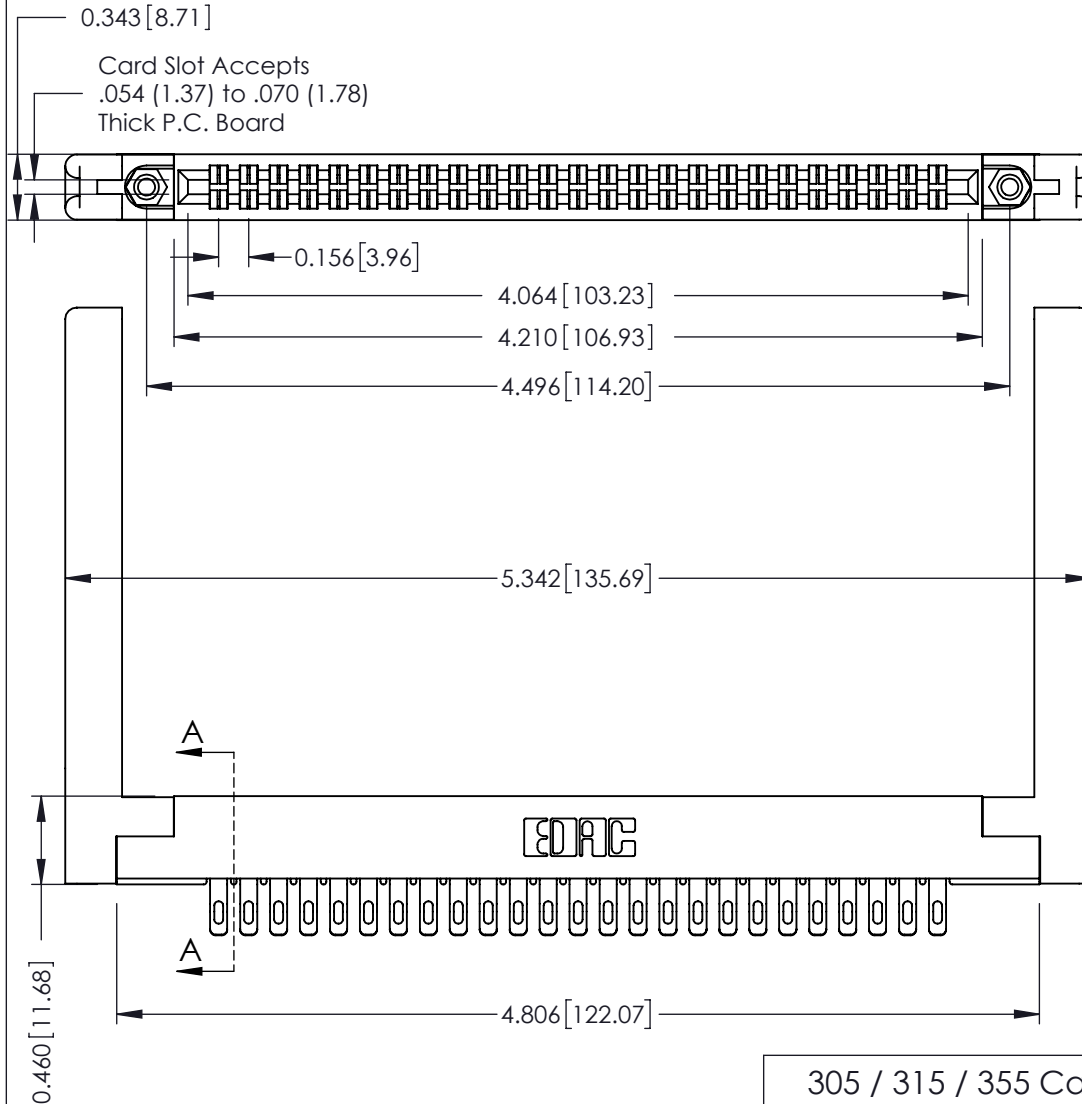 0.343[8.71]
Card Slot Accepts
.054 (1.37) to .070 (1.78)
Thick P.C. Board
0.156[3.96]
4.064[103.23]
4.210[106.93]
4.496[114.20]
5.342[135.69]
A
EDAC
A
0.460[11.68]
4.806[122.07]
305 / 315 / 355